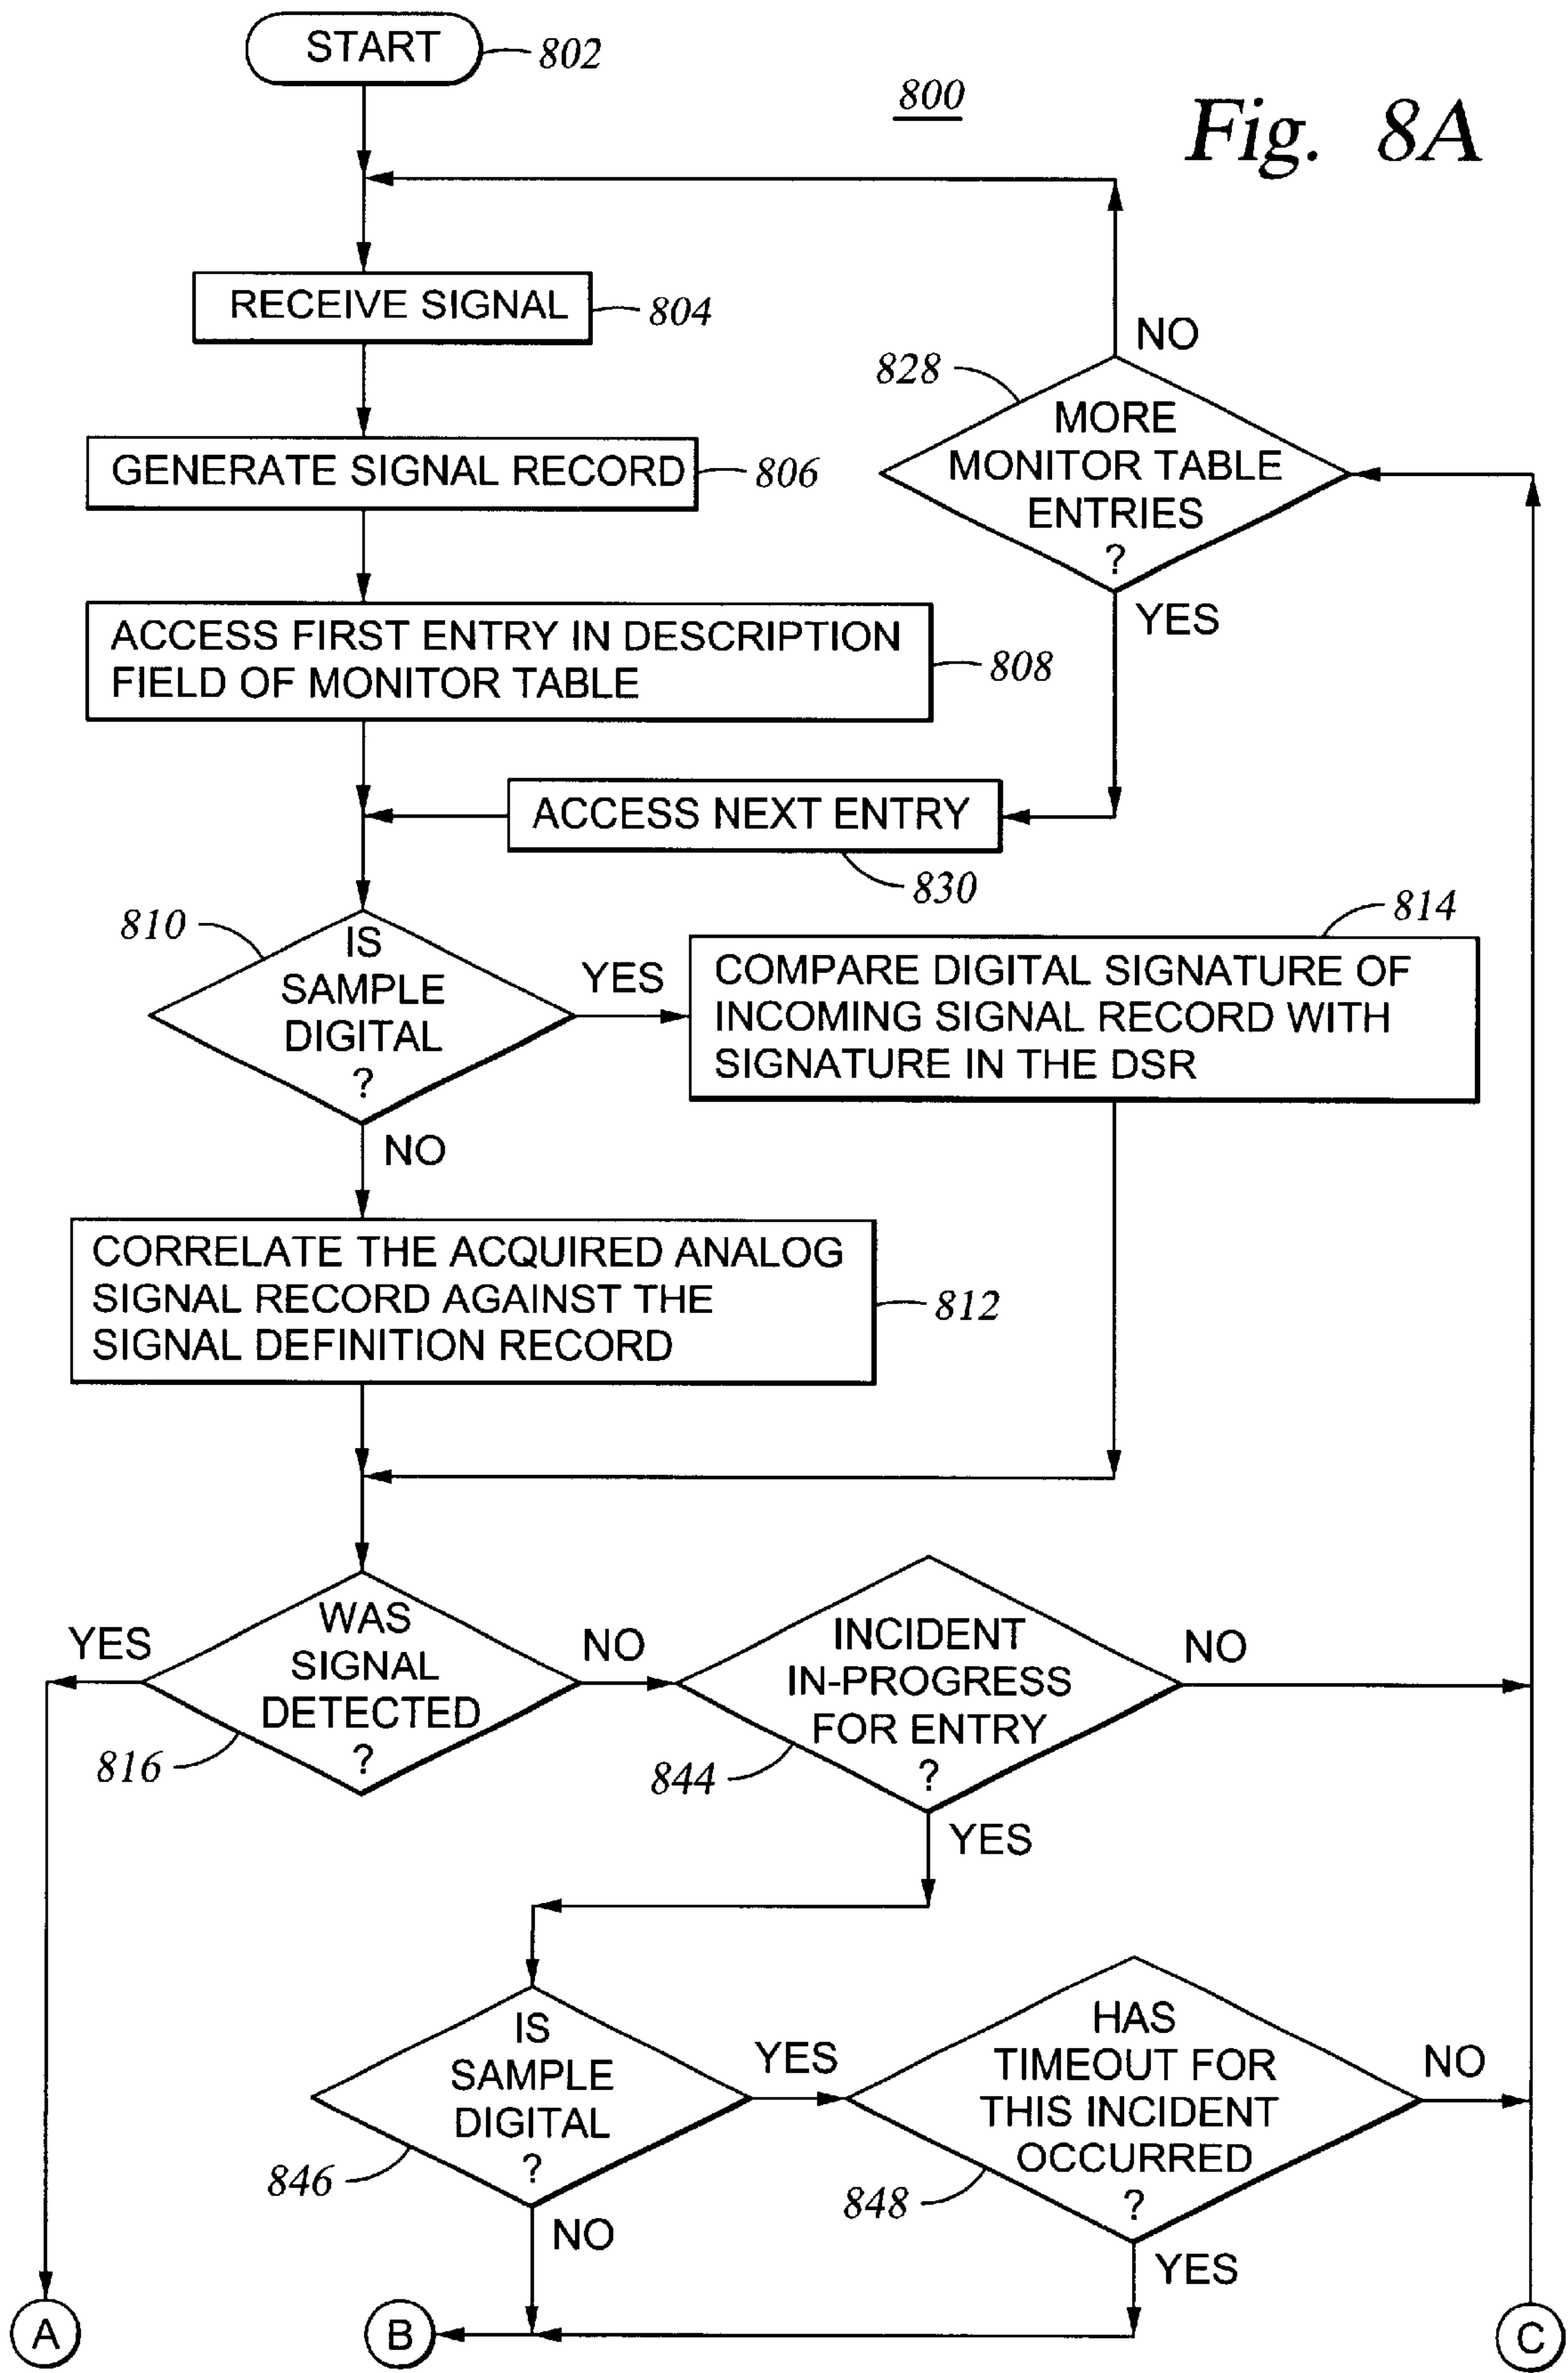 START
802
800
Fig. 8A
RECEIVE SIGNAL
804
NO
828
MORE
MONITOR TABLE
ENTRIES
?
YES
GENERATE SIGNAL RECORD
806
ACCESS FIRST ENTRY IN DESCRIPTION
FIELD OF MONITOR TABLE
808
ACCESS NEXT ENTRY
830
810
IS
SAMPLE
DIGITAL
?
YES
NO
814
COMPARE DIGITAL SIGNATURE OF
INCOMING SIGNAL RECORD WITH
SIGNATURE IN THE DSR
CORRELATE THE ACQUIRED ANALOG
SIGNAL RECORD AGAINST THE
SIGNAL DEFINITION RECORD
812
YES
WAS
SIGNAL
DETECTED
?
816
NO
INCIDENT
IN-PROGRESS
FOR ENTRY
?
844
NO
YES
IS
SAMPLE
DIGITAL
?
846
YES
NO
HAS
TIMEOUT FOR
THIS INCIDENT
OCCURRED
?
848
NO
YES
A
B
C